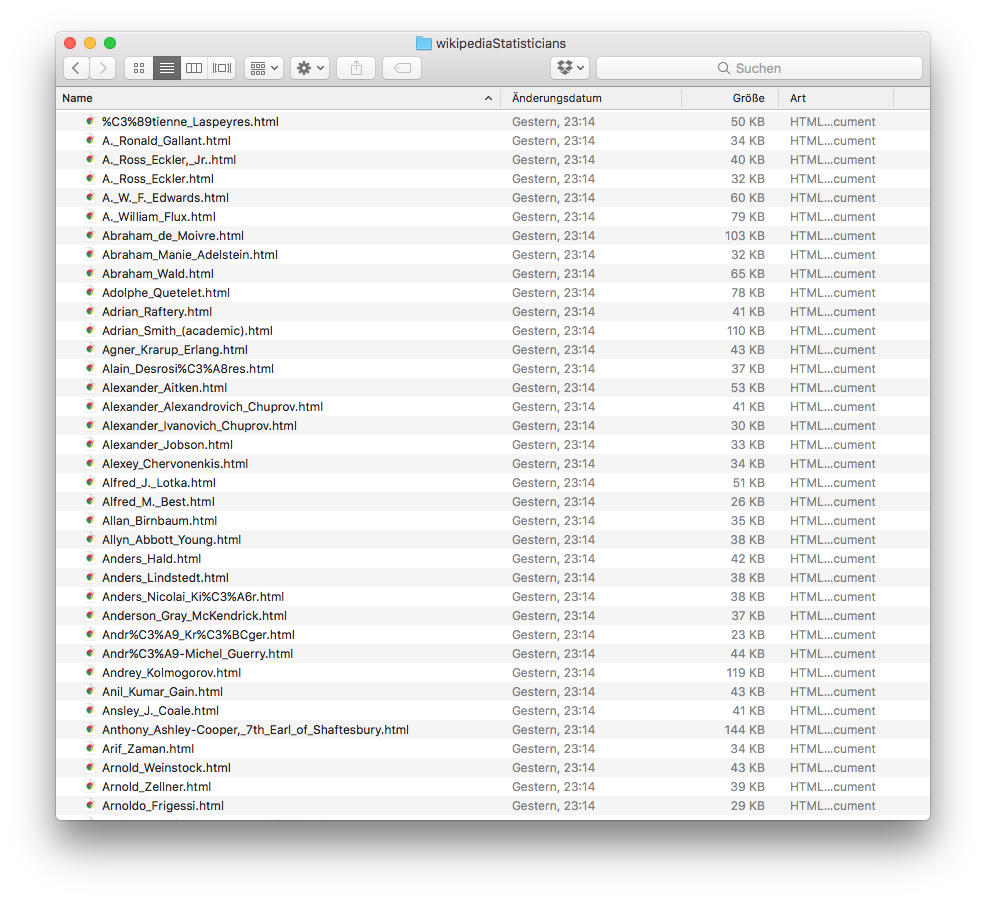 wikipediaStatisticians
Suchen
Name Änderungsdatum Größe Art
%C3%89tienne_Laspeyres.html Gestern, 23:14 50 KB HTML...cument
A._Ronald_Gallant.html Gestern, 23:14 34 KB HTML...cument
A._Ross_Eckler,_Jr..html Gestern, 23:14 40 KB HTML...cument
A._Ross_Eckler.html Gestern, 23:14 32 KB HTML...cument
A._W._F._Edwards.html Gestern, 23:14 60 KB HTML...cument
A._William_Flux.html Gestern, 23:14 79 KB HTML...cument
Abraham_de_Moivre.html Gestern, 23:14 103 KB HTML...cument
Abraham_Manie_Adelstein.html Gestern, 23:14 32 KB HTML...cument
Abraham_Wald.html Gestern, 23:14 65 KB HTML...cument
Adolphe_Quetelet.html Gestern, 23:14 78 KB HTML...cument
Adrian_Raftery.html Gestern, 23:14 41 KB HTML...cument
Adrian_Smith_(academic).html Gestern, 23:14 110 KB HTML...cument
Agner_Krarup_Erlang.html Gestern, 23:14 43 KB HTML...cument
Alain_Desrosi%C3%A8res.html Gestern, 23:14 37 KB HTML...cument
Alexander_Aitken.html Gestern, 23:14 53 KB HTML...cument
Alexander_Alexandrovich_Chuprov.html Gestern, 23:14 41 KB HTML...cument
Alexander_Ivanovich_Chuprov.html Gestern, 23:14 30 KB HTML...cument
Alexander_Jobson.html Gestern, 23:14 33 KB HTML...cument
Alexey_Chervonenkis.html Gestern, 23:14 34 KB HTML...cument
Alfred_J._Lotka.html Gestern, 23:14 51 KB HTML...cument
Alfred_M._Best.html Gestern, 23:14 26 KB HTML...cument
Allan_Birnbaum.html Gestern, 23:14 35 KB HTML...cument
Allyn_Abbott_Young.html Gestern, 23:14 38 KB HTML...cument
Anders_Hald.html Gestern, 23:14 42 KB HTML...cument
Anders_Lindstedt.html Gestern, 23:14 38 KB HTML...cument
Anders_Nicolai_Ki%C3%A6r.html Gestern, 23:14 38 KB HTML...cument
Anderson_Gray_McKendrick.html Gestern, 23:14 37 KB HTML...cument
Andr%C3%A9_Kr%C3%BCger.html Gestern, 23:14 23 KB HTML...cument
Andr%C3%A9-Michel_Guerry.html Gestern, 23:14 44 KB HTML...cument
Andrey_Kolmogorov.html Gestern, 23:14 119 KB HTML...cument
Anil_Kumar_Gain.html Gestern, 23:14 43 KB HTML...cument
Ansley_J._Coale.html Gestern, 23:14 41 KB HTML...cument
Anthony_Ashley-Cooper,_7th_Earl_of_Shaftesbury.html Gestern, 23:14 144 KB HTML...cument
Arif_Zaman.html Gestern, 23:14 34 KB HTML...cument
Arnold_Weinstock.html Gestern, 23:14 43 KB HTML...cument
Arnold_Zellner.html Gestern, 23:14 39 KB HTML...cument
Arnoldo_Frigessi.html Gestern, 23:14 29 KB HTML...cument